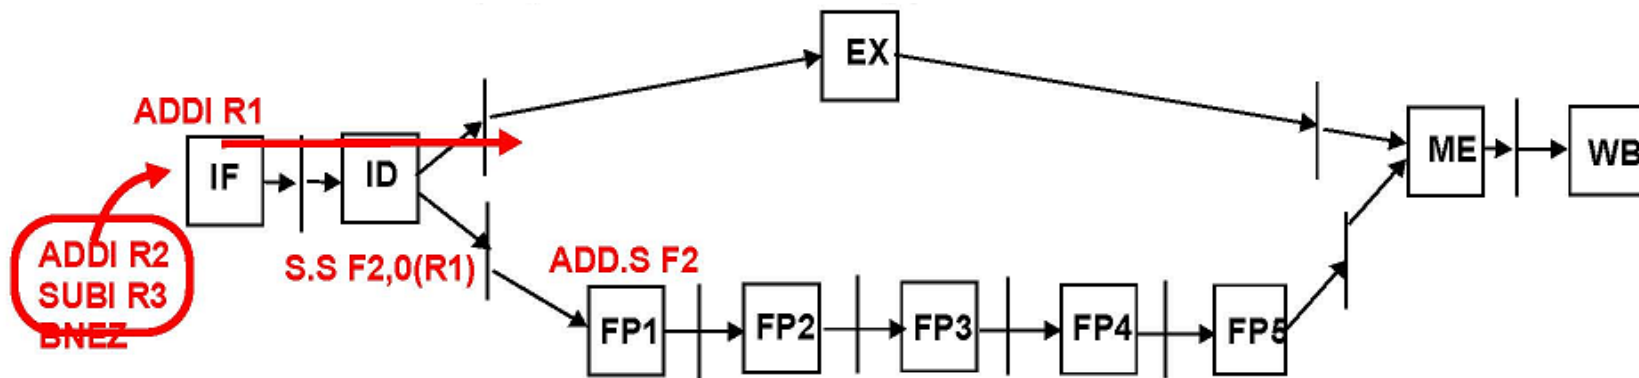 EX
ADDI R1
IF
ID
ME
WB
ADDI R2
SUBI R3
BNEZ
S.S F2,0(R1)
ADD.S F2
FP1
FP2
FP3
FP4
FP5